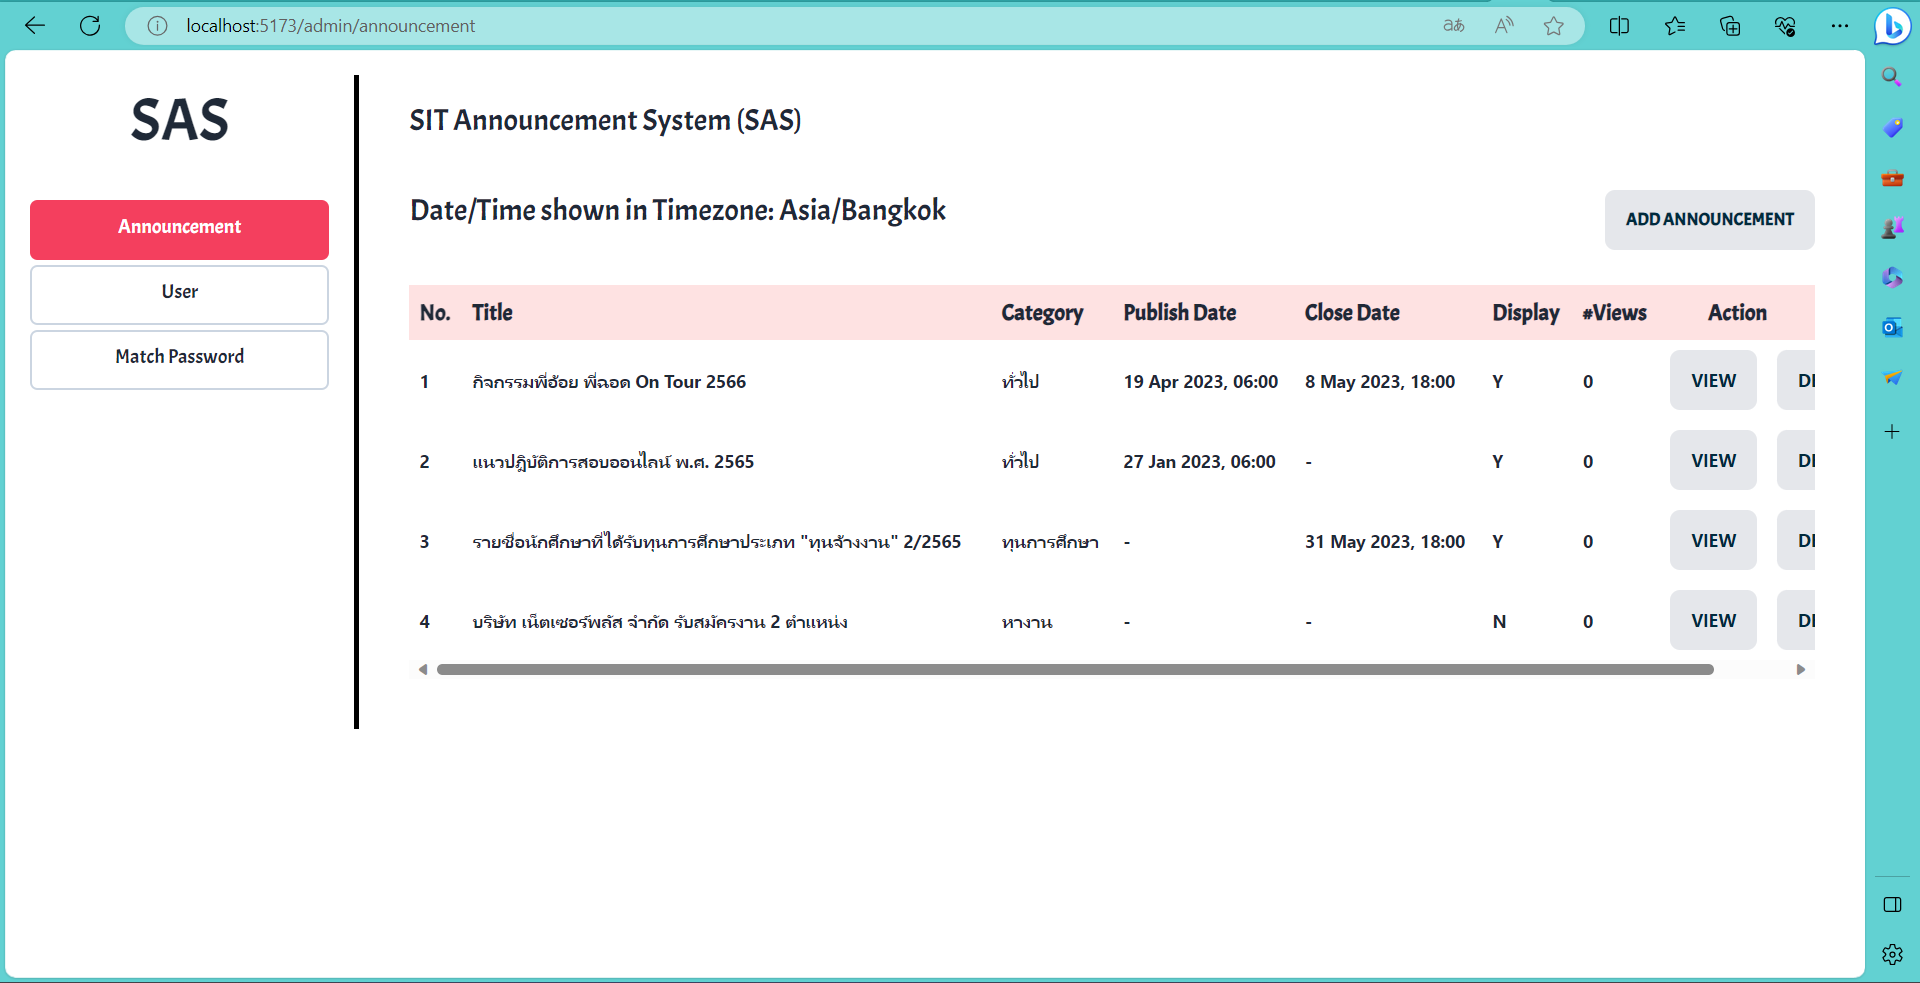 localhost:5173/admin/announcement
SAS
Announcement
User
Match Password
SIT Announcement System (SAS)
Date/Time shown in Timezone: Asia/Bangkok
ADD ANNOUNCEMENT
No. Title Category Publish Date Close Date Display #Views Action
1 กิจกรรมพี่อ้อย พี่ฉอด On Tour 2566 ทั่วไป 19 Apr 2023, 06:00 8 May 2023, 18:00 Y 0 VIEW
2 แนวปฏิบัติการสอบออนไลน์ พ.ศ. 2565 ทั่วไป 27 Jan 2023, 06:00 - Y 0 VIEW
3 รายชื่อนักศึกษาที่ได้รับทุนการศึกษาประเภท "ทุนจ้างงาน" 2/2565 ทุนการศึกษา - 31 May 2023, 18:00 Y 0 VIEW
4 บริษัท เน็ตเซอร์พลัส จำกัด รับสมัครงาน 2 ตำแหน่ง หางาน - - N 0 VIEW